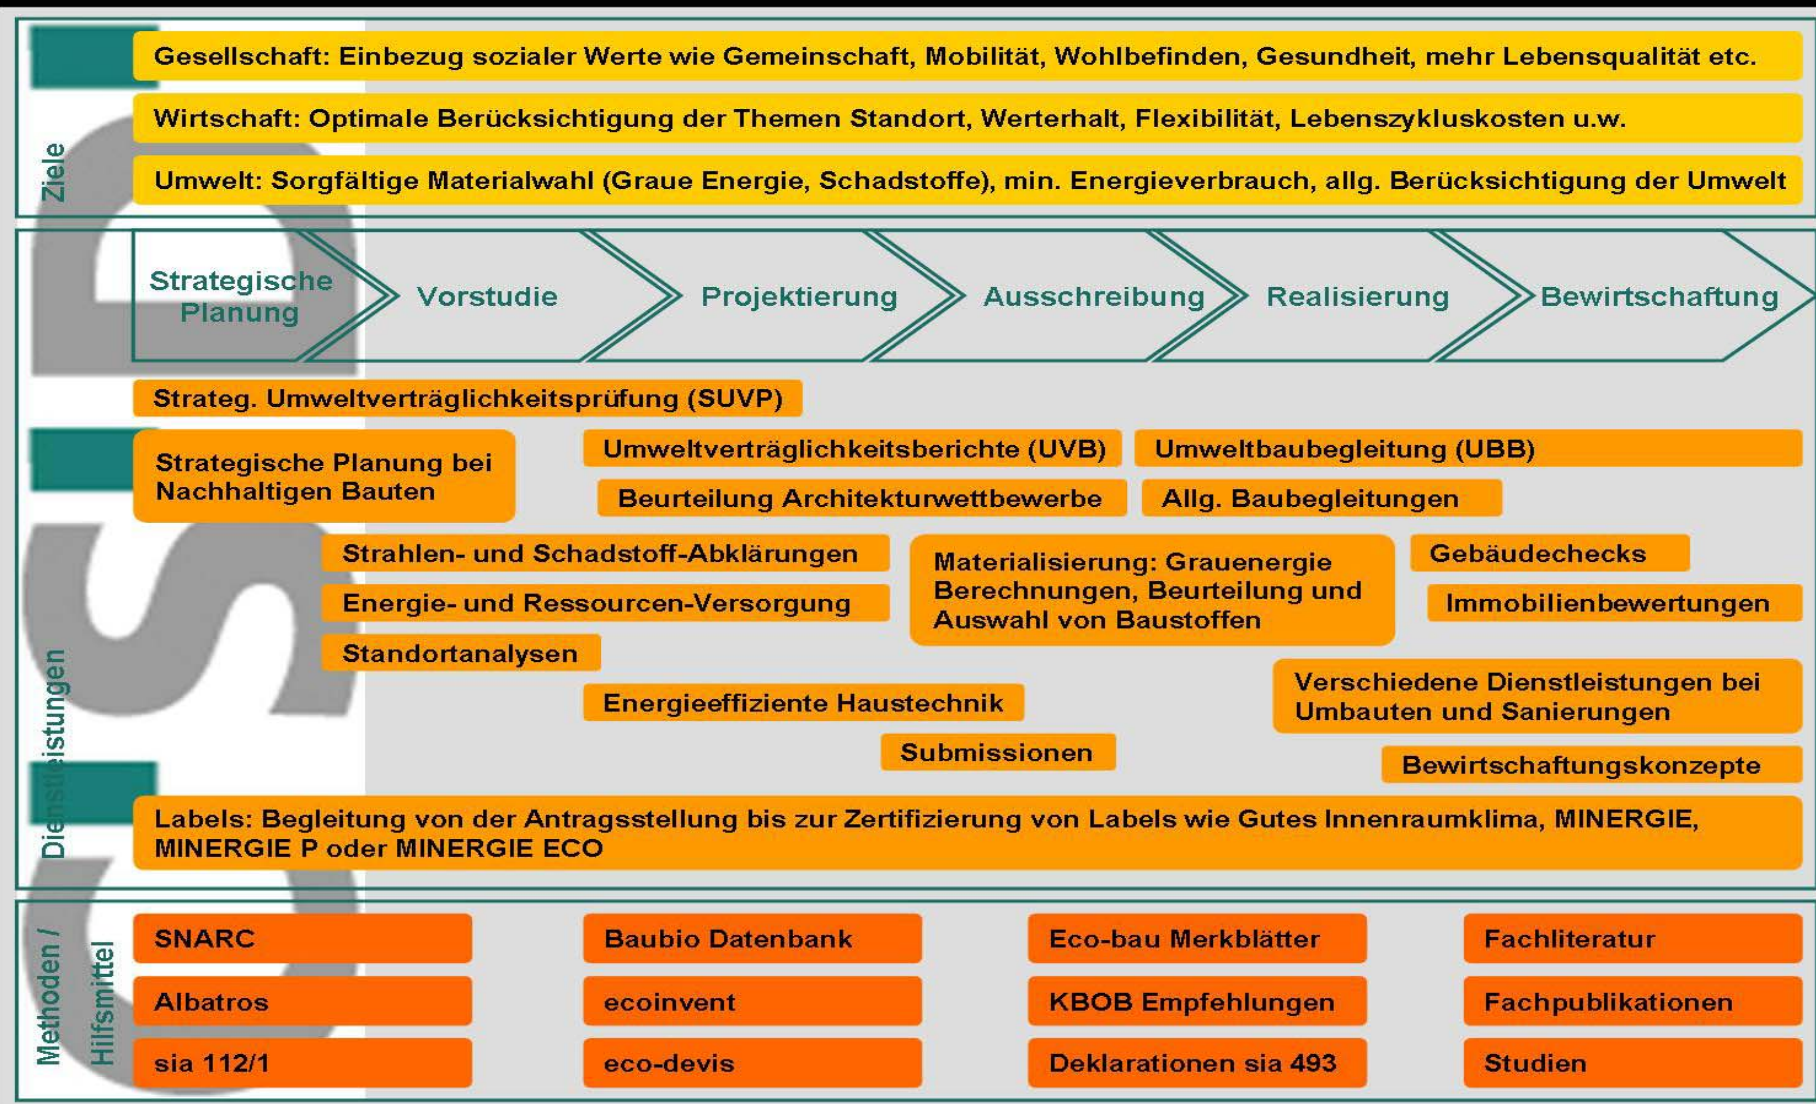 Ziele
Gesellschaft: Einbezug sozialer Werte wie Gemeinschaft, Mobilität, Wohlbefinden, Gesundheit, mehr Lebensqualität etc.
Wirtschaft: Optimale Berücksichtigung der Themen Standort, Werterhalt, Flexibilität, Lebenszykluskosten u.w.
Umwelt: Sorgfältige Materialwahl (Graue Energie, Schadstoffe), min. Energieverbrauch, allg. Berücksichtigung der Umwelt
Dienstleistungen
Strategische
Planung
Vorstudie
Projektierung
Ausschreibung
Realisierung
Bewirtschaftung
Strateg. Umweltverträglichkeitsprüfung (SUVP)
Strategische Planung bei
Nachhaltigen Bauten
Umweltverträglichkeitsberichte (UVB)
Umweltbaubegleitung (UBB)
Beurteilung Architekturwettbewerbe
Allg. Baubegleitungen
Strahlen- und Schadstoff-Abklärungen
Materialisierung: Grauenergie
Berechnungen, Beurteilung und
Auswahl von Baustoffen
Gebäudechecks
Energie- und Ressourcen-Versorgung
Immobilienbewertungen
Standortanalysen
Verschiedene Dienstleistungen bei
Umbauten und Sanierungen
Energieeffiziente Haustechnik
Submissionen
Bewirtschaftungskonzepte
Labels: Begleitung von der Antragsstellung bis zur Zertifizierung von Labels wie Gutes Innenraumklima, MINERGIE,
MINERGIE P oder MINERGIE ECO
Methoden /
Hilfsmittel
SNARC
Baubio Datenbank
Eco-bau Merkblätter
Fachliteratur
Albatros
ecoinvent
KBOB Empfehlungen
Fachpublikationen
sia 112/1
eco-devis
Deklarationen sia 493
Studien